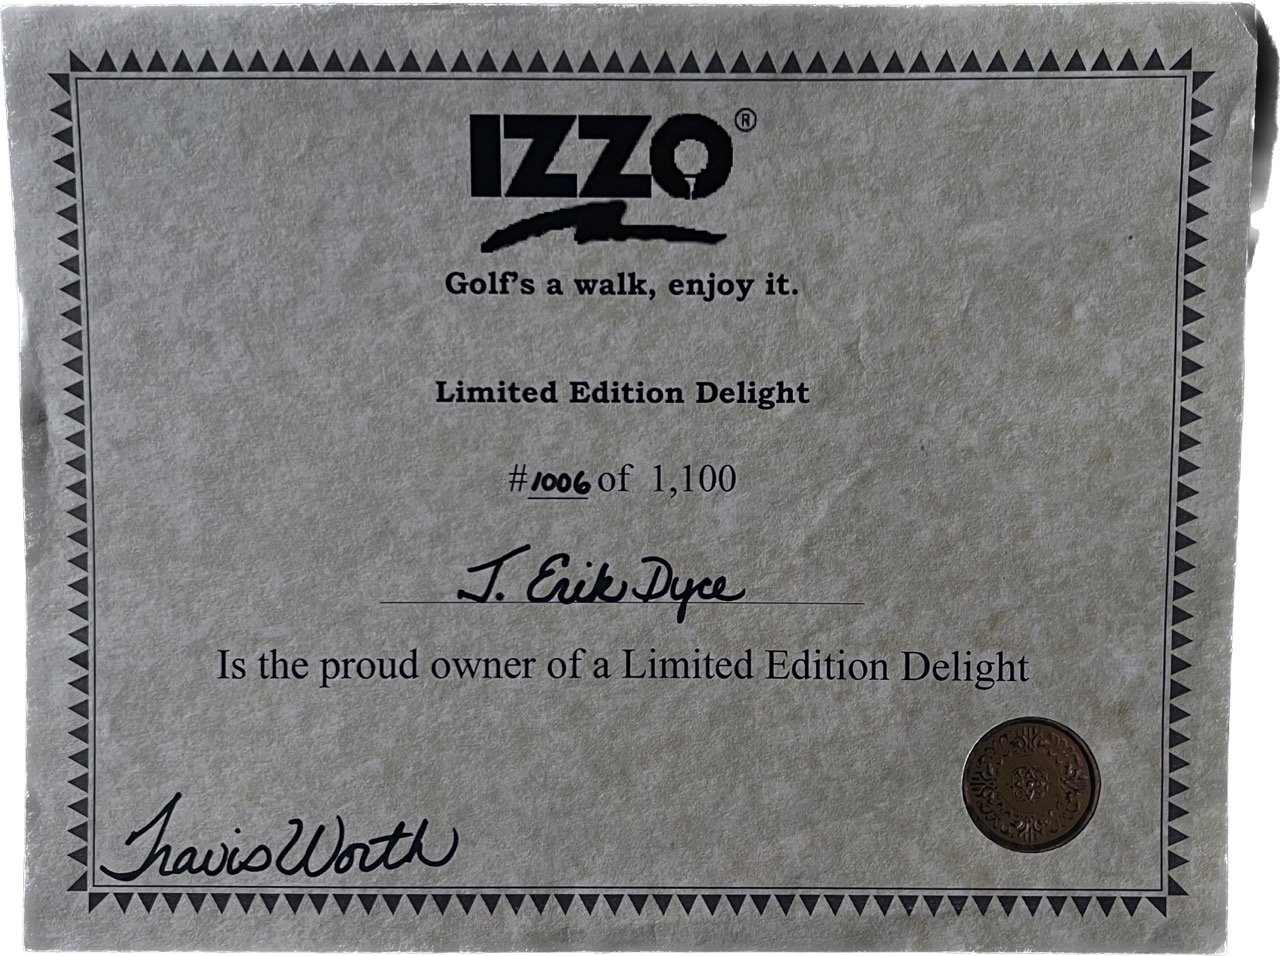 IZZO®
Golf's a walk, enjoy it.
Limited Edition Delight
#1006 of 1,100
J. Erik Dyce
Is the proud owner of a Limited Edition Delight
Travis Worth